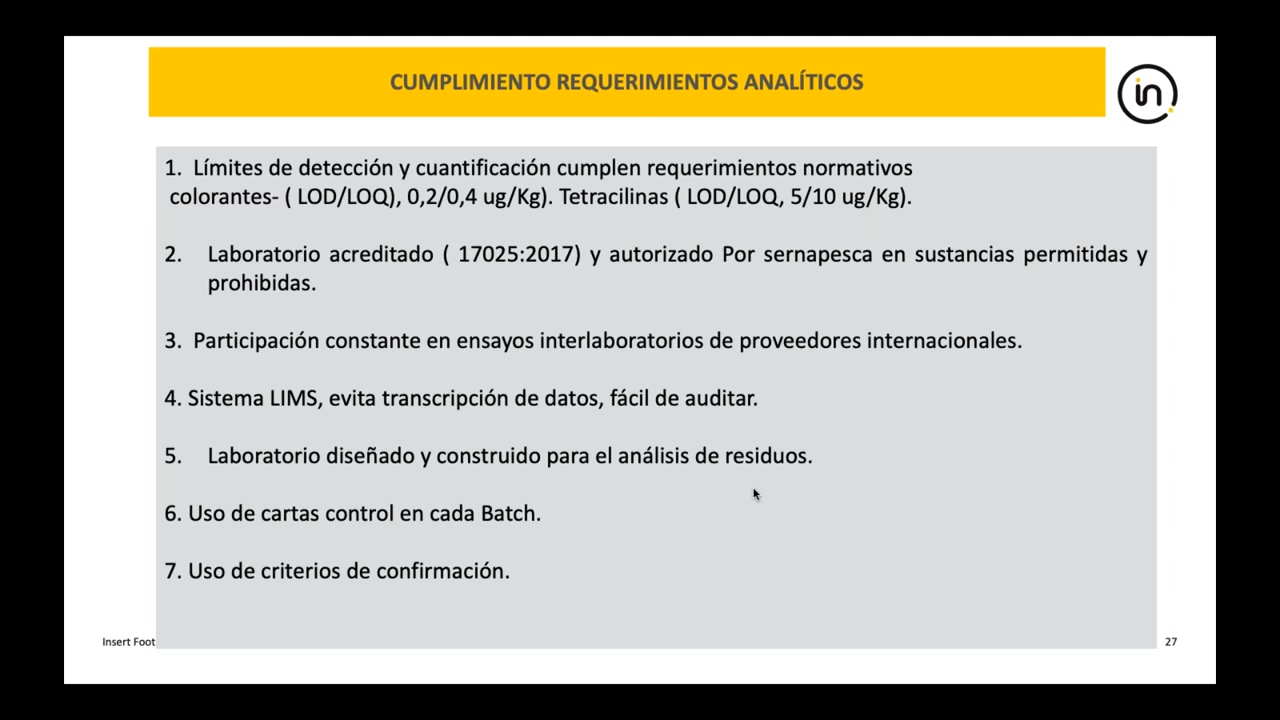 CUMPLIMIENTO REQUERIMIENTOS ANALÍTICOS
in
1. Límites de detección y cuantificación cumplen requerimientos normativos
colorantes- ( LOD/LOQ), 0,2/0,4 ug/Kg). Tetracilinas ( LOD/LOQ, 5/10 ug/Kg).
2. Laboratorio acreditado ( 17025:2017) y autorizado Por sernapesca en sustancias permitidas y
prohibidas.
3. Participación constante en ensayos interlaboratorios de proveedores internacionales.
4. Sistema LIMS, evita transcripción de datos, fácil de auditar.
5. Laboratorio diseñado y construido para el análisis de residuos.
6. Uso de cartas control en cada Batch.
7. Uso de criterios de confirmación.
Insert Foot
27